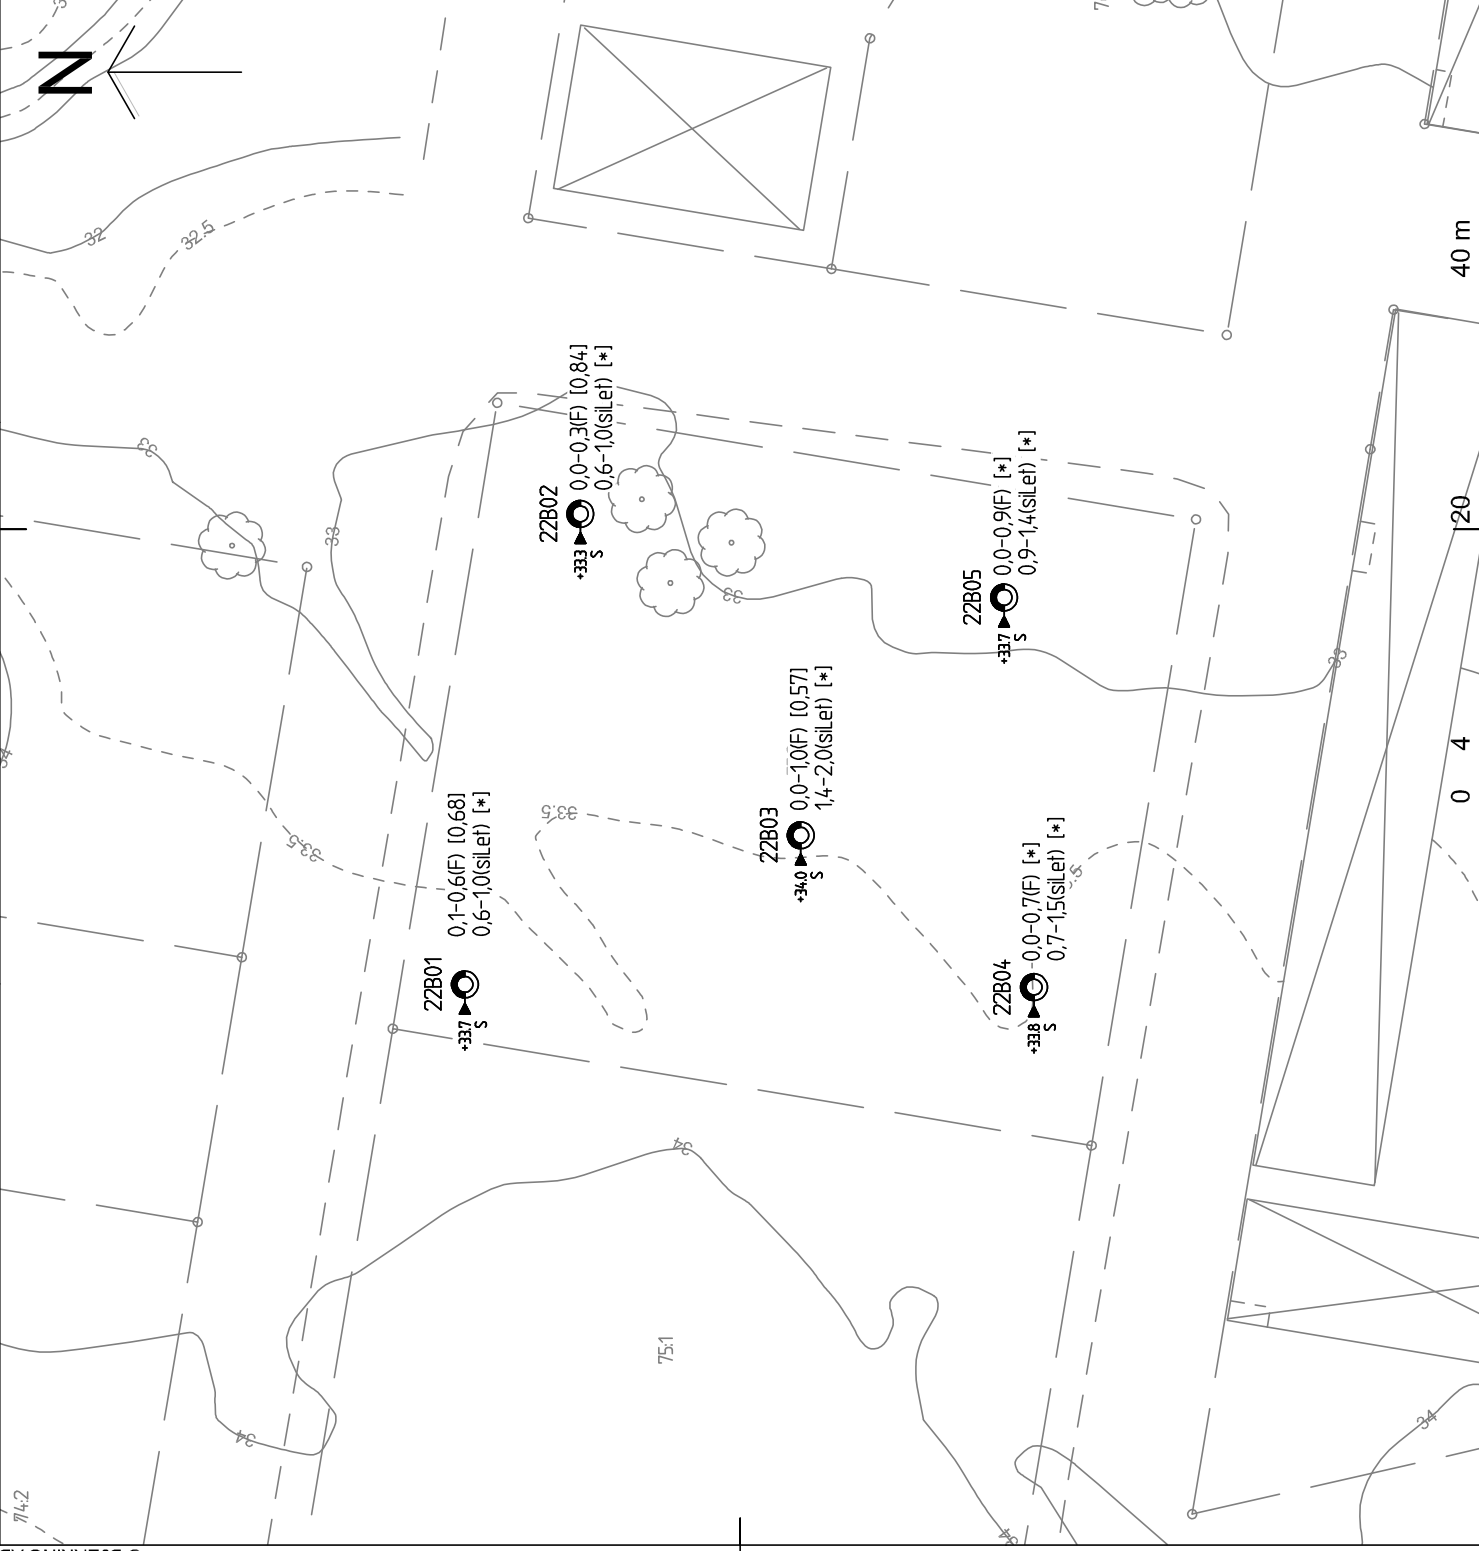 N
32
32.5
33
33
33
33
33.5
33.5
34
34
34
34
22B02
0,0-0,3(F) [0,84]
0,6-1,0(siLet) [*]
+33.3
S
22B05
0,0-0,9(F) [*]
0,9-1,4(siLet) [*]
+33.7
S
22B03
0,0-1,0(F) [0,57]
1,4-2,0(siLet) [*]
+34.0
S
22B01
0,1-0,6(F) [0,68]
0,6-1,0(siLet) [*]
+33.7
S
22B04
0,0-0,7(F) [*]
0,7-1,5(siLet) [*]
+33.8
S
75:1
74:2
0
4
20
40 m